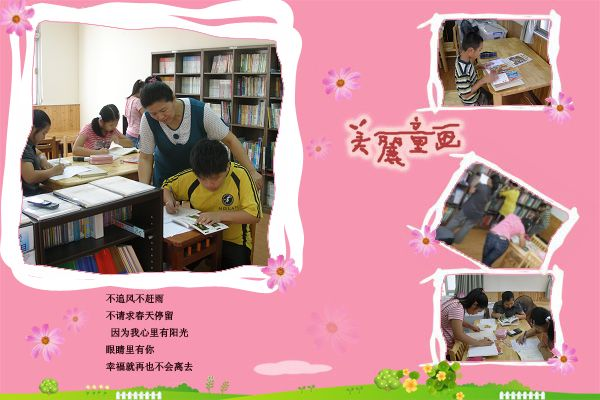 美麗童画
不追风不赶雨
不请求春天停留
因为我心里有阳光
眼睛里有你
幸福就再也不会离去